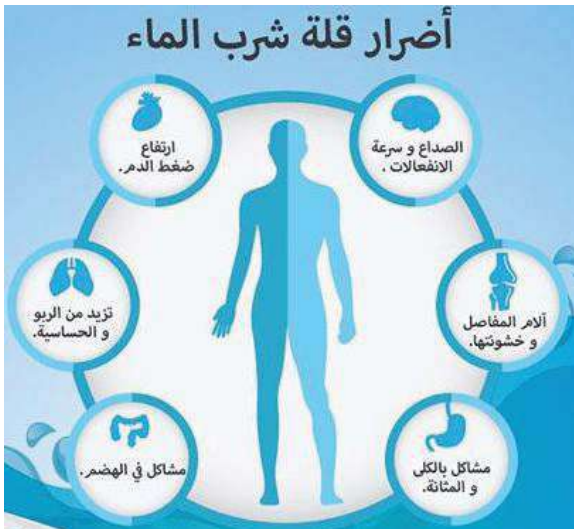 أضرار قلة شرب الماء
الصداع و سرعة
الانفعالات .
ارتفاع
ضغط الدم.
آلام المفاصل
و خشونتها.
تزيد من الربو
و الحساسية.
مشاكل بالكلى
و المثانة.
مشاكل في الهضم.